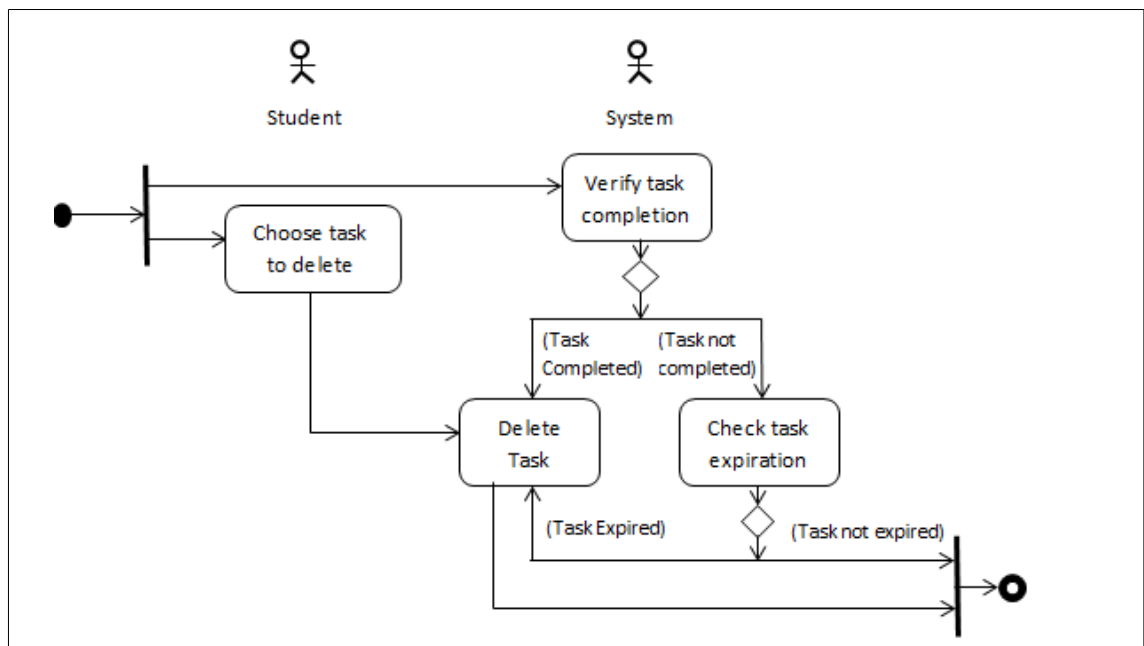 Student
System
Verify task
completion
Choose task
to delete
(Task
Completed)
(Task not
completed)
Delete
Task
Check task
expiration
(Task Expired)
(Task not expired)